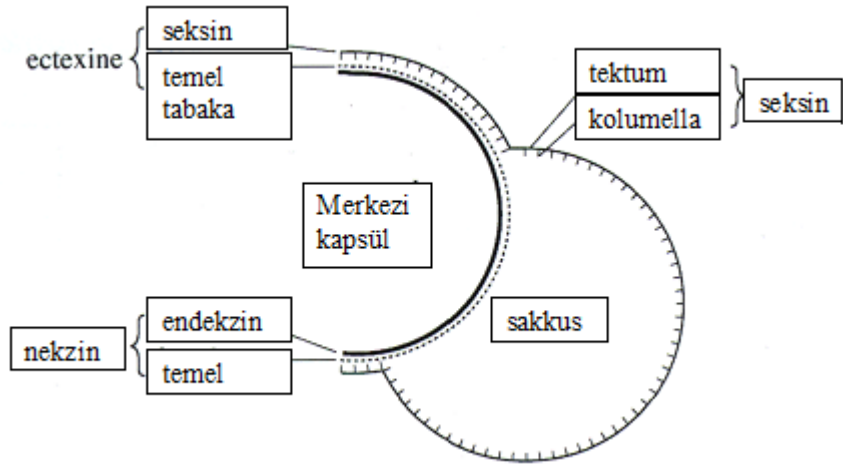 seksin
ectexine
temel
tabaka
tektum
kolumella
seksin
Merkezi
kapsül
endekzin
nekzin
temel
sakkus